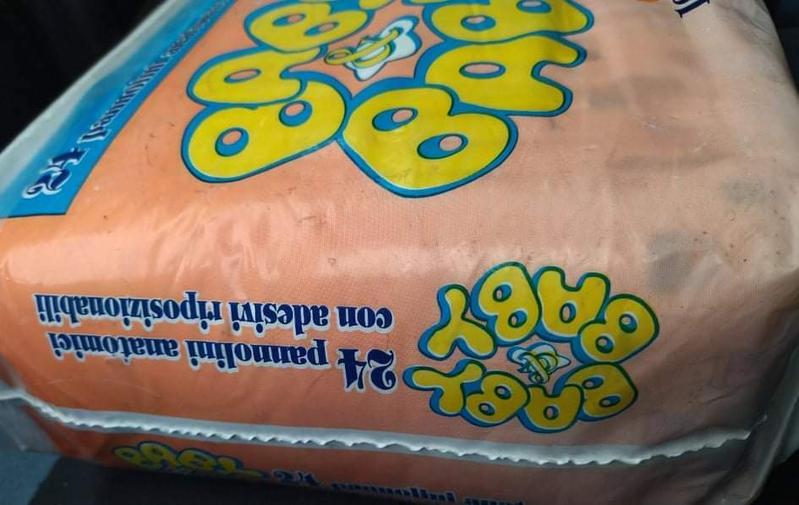 BABY BABY
24 pannolini
24 pannolini anatomici
con adesivi riposizionabili
BABY BABY